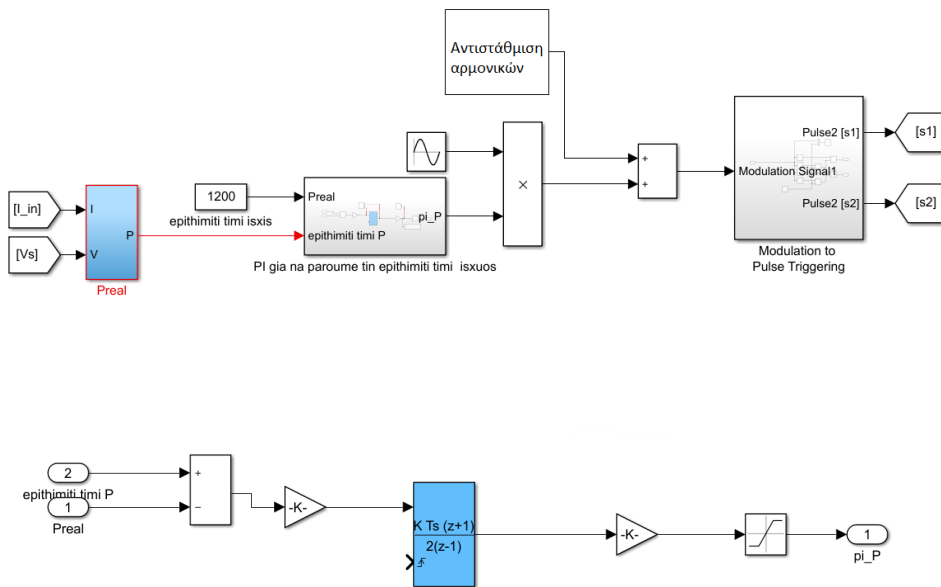 Αντιστάθμιση
αρμονικών
[I_in]
[Vs]
I
V
P
Preal
1200
epithimiti timi isxis
Preal
epithimiti timi P
pi_P
PI gia na paroume tin epithimiti timi isxuos
×
+
+
Modulation Signal1
Pulse2 [s1]
Pulse2 [s2]
Modulation to
Pulse Triggering
[s1]
[s2]
2
epithimiti timi P
1
Preal
+
−
-K-
K Ts (z+1)
2(z-1)
-K-
1
pi_P